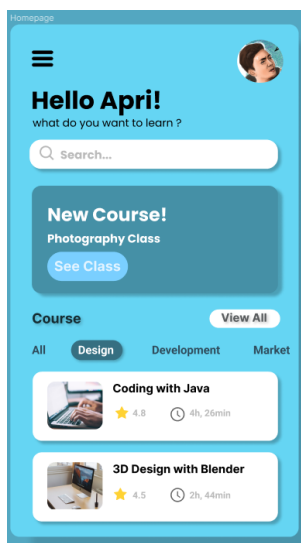 Homepage
Hello Apri!
what do you want to learn ?
Search...
New Course!
Photography Class
See Class
Course
View All
All Design Development Market
Coding with Java
4.8 4h, 26min
3D Design with Blender
4.5 2h, 44min